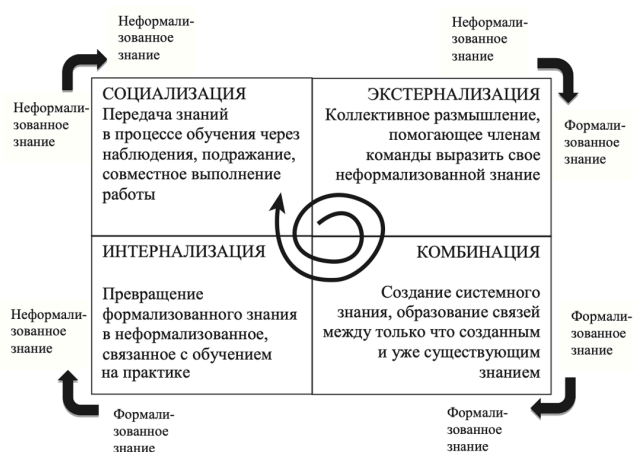 Неформали-
зованное
знание
Неформали-
зованное
знание
Неформали-
зованное
знание
Формали-
зованное
знание
СОЦИАЛИЗАЦИЯ
Передача знаний
в процессе обучения через
наблюдения, подражание,
совместное выполнение
работы
ЭКСТЕРНАЛИЗАЦИЯ
Коллективное размышление,
помогающее членам
команды выразить свое
неформализованной знание
ИНТЕРНАЛИЗАЦИЯ
Превращение
формализованного знания
в неформализованное,
связанное с обучением
на практике
КОМБИНАЦИЯ
Создание системного
знания, образование связей
между только что созданным
и уже существующим
знанием
Неформали-
зованное
знание
Формали-
зованное
знание
Формали-
зованное
знание
Формали-
зованное
знание